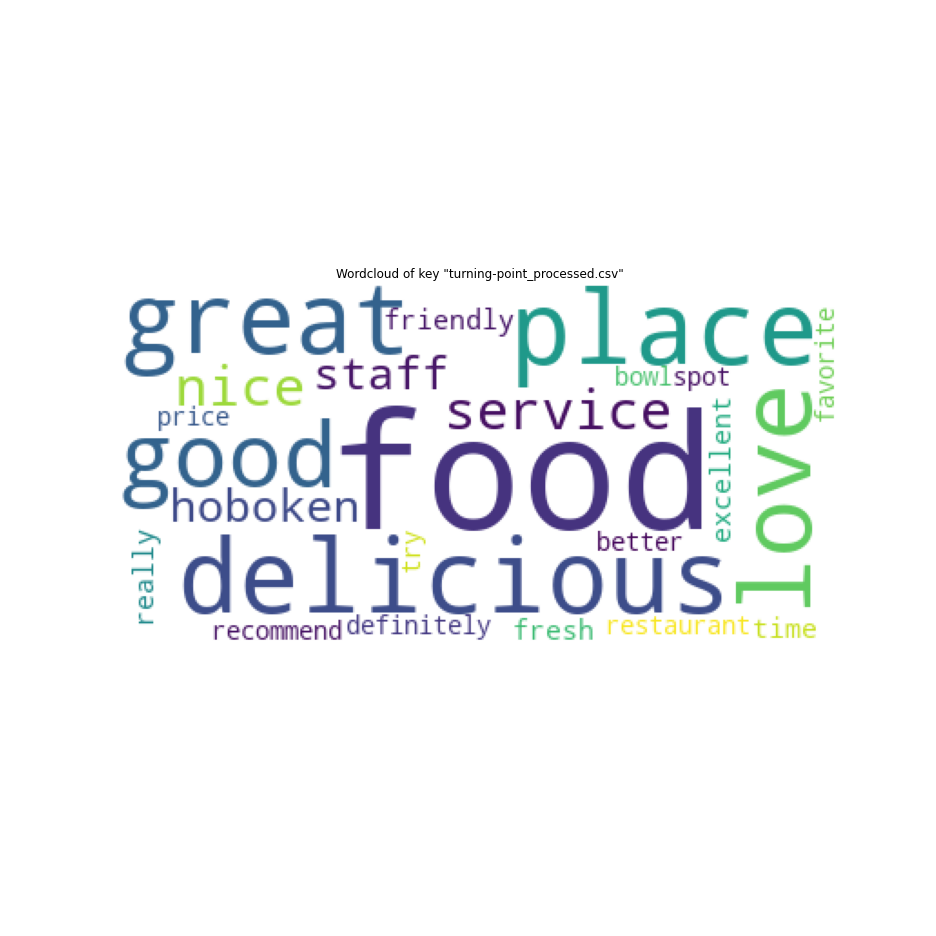 Wordcloud of key "turning-point_processed.csv"
great
friendly
place
favorite
nice
staff
bowl
spot
price
service
good
food
excellent
love
hoboken
really
delicious
try
better
recommend
definitely
fresh
restaurant
time